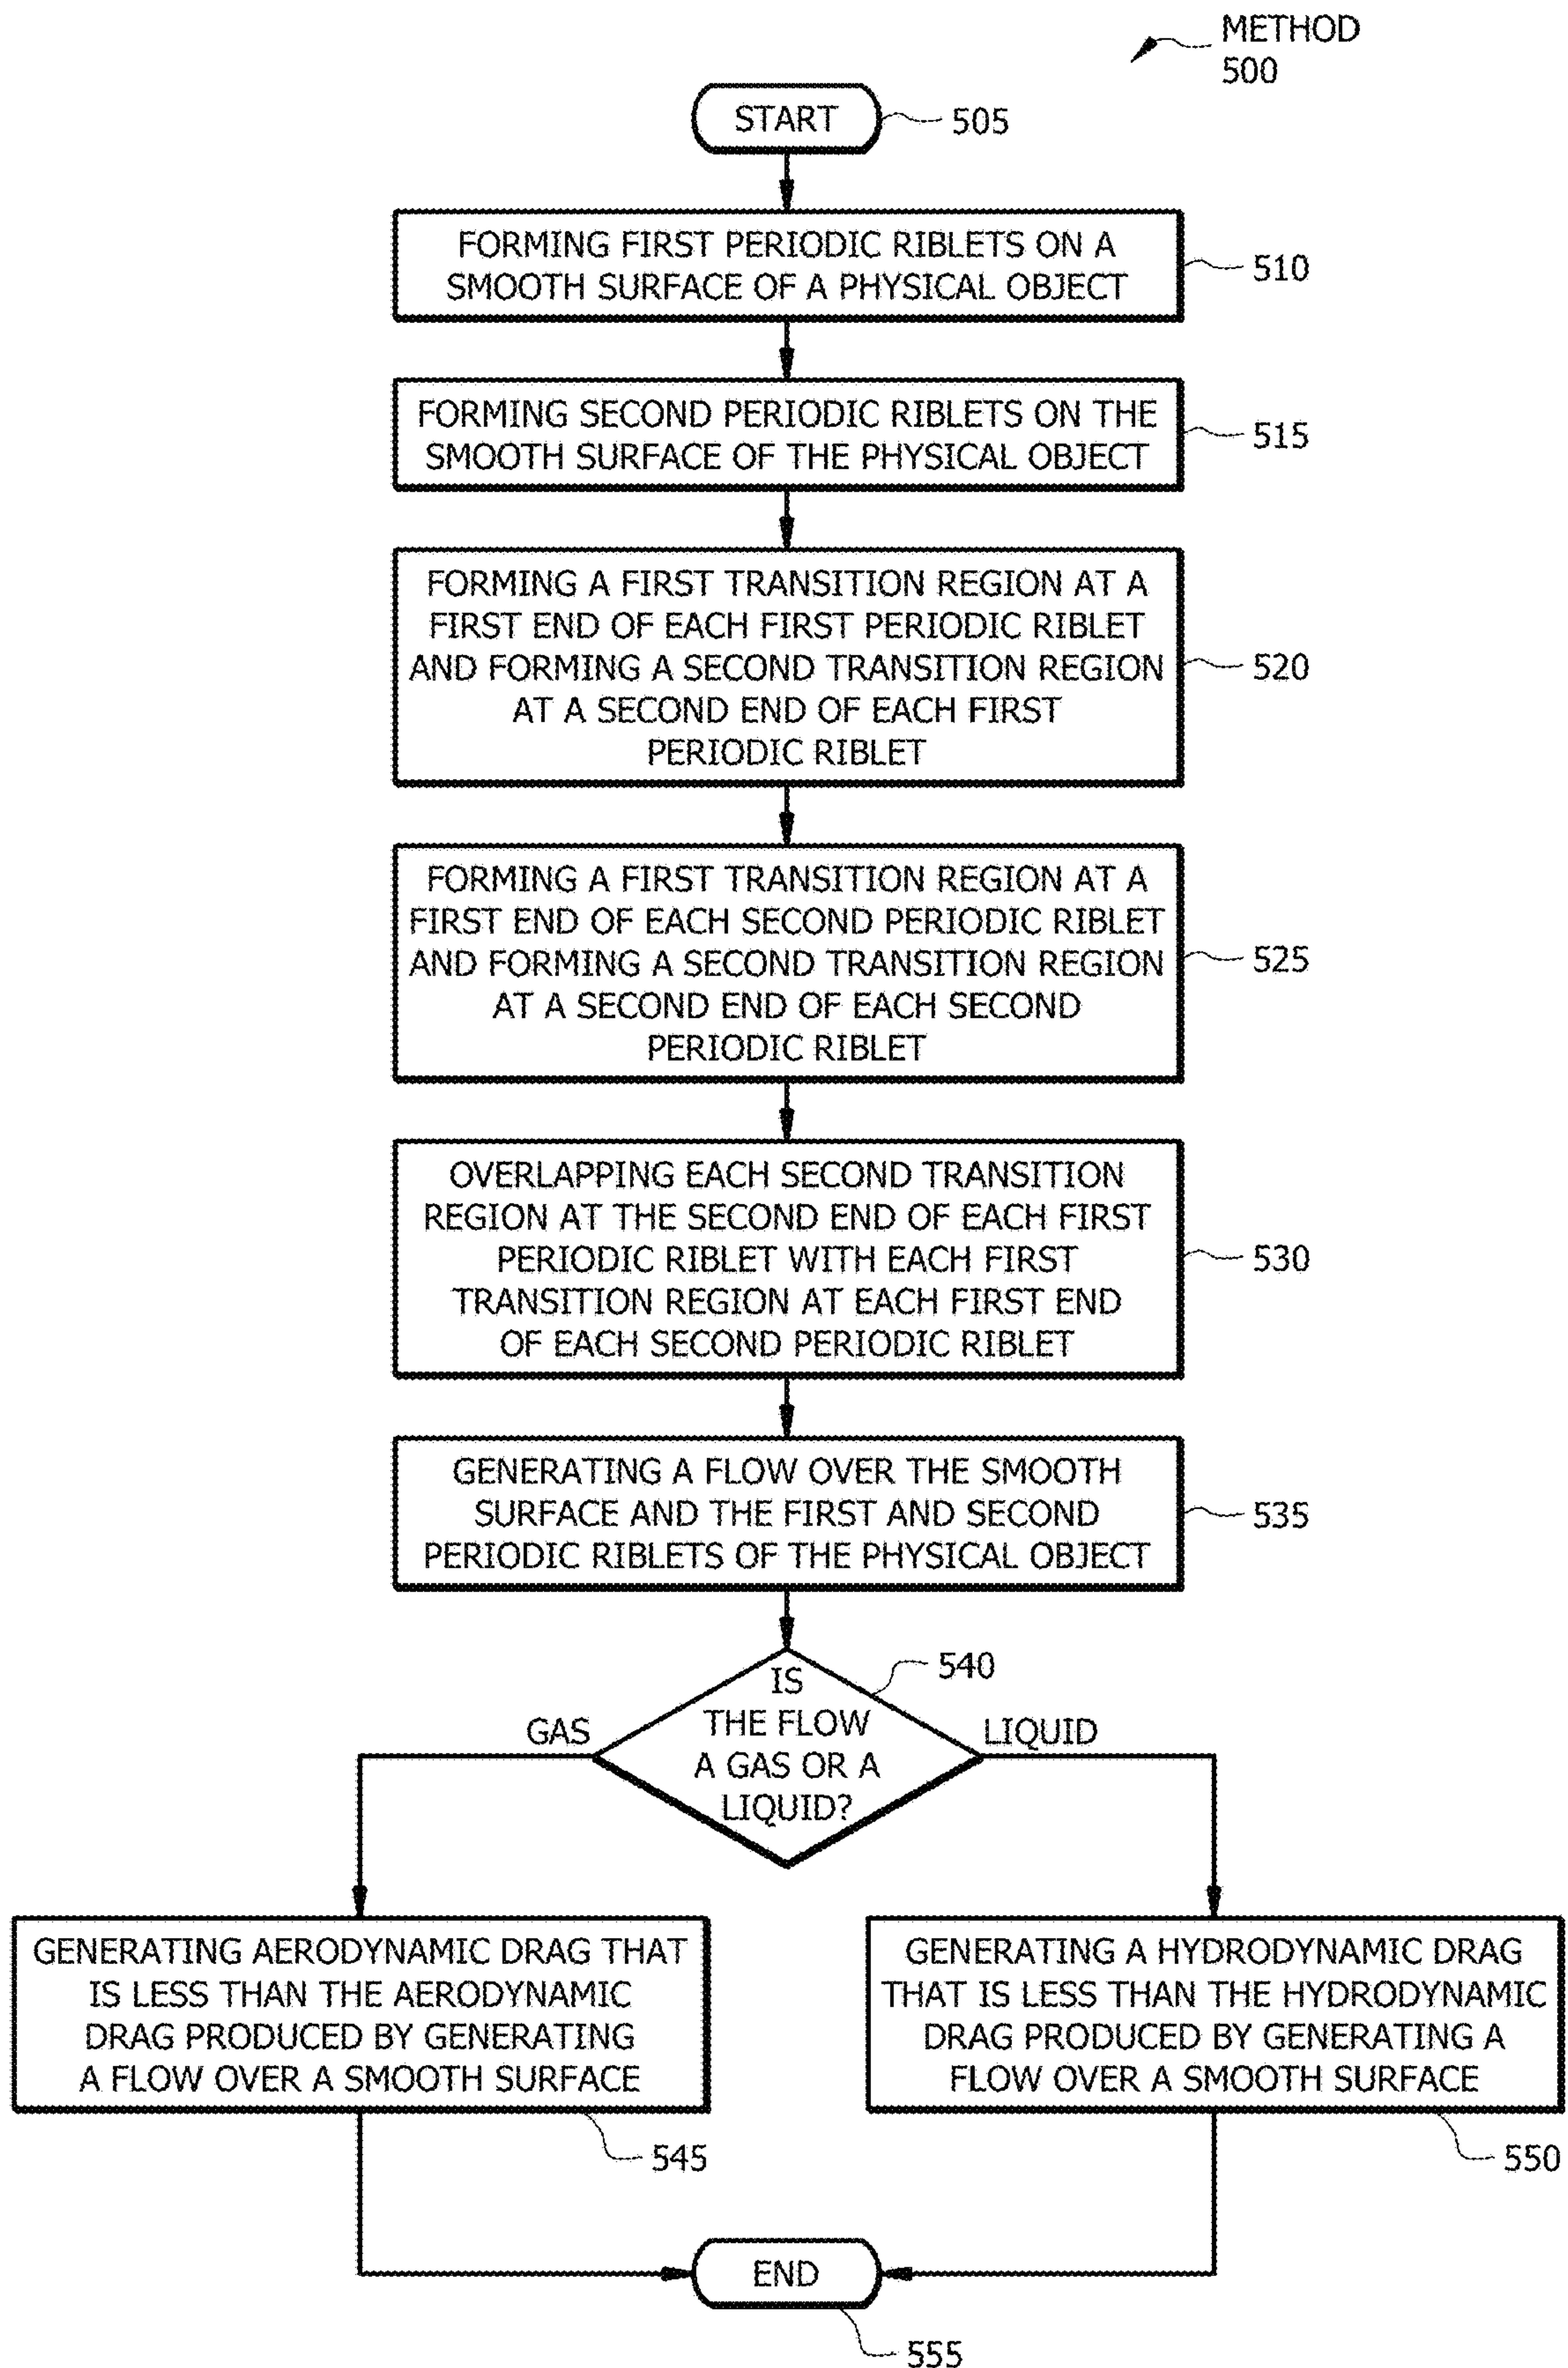 METHOD
500
START
505
FORMING FIRST PERIODIC RIBLETS ON A
SMOOTH SURFACE OF A PHYSICAL OBJECT
510
FORMING SECOND PERIODIC RIBLETS ON THE
SMOOTH SURFACE OF THE PHYSICAL OBJECT
515
FORMING A FIRST TRANSITION REGION AT A
FIRST END OF EACH FIRST PERIODIC RIBLET
AND FORMING A SECOND TRANSITION REGION
AT A SECOND END OF EACH FIRST
PERIODIC RIBLET
520
FORMING A FIRST TRANSITION REGION AT A
FIRST END OF EACH SECOND PERIODIC RIBLET
AND FORMING A SECOND TRANSITION REGION
AT A SECOND END OF EACH SECOND
PERIODIC RIBLET
525
OVERLAPPING EACH SECOND TRANSITION
REGION AT THE SECOND END OF EACH FIRST
PERIODIC RIBLET WITH EACH FIRST
TRANSITION REGION AT EACH FIRST END
OF EACH SECOND PERIODIC RIBLET
530
GENERATING A FLOW OVER THE SMOOTH
SURFACE AND THE FIRST AND SECOND
PERIODIC RIBLETS OF THE PHYSICAL OBJECT
535
IS
THE FLOW
A GAS OR A
LIQUID?
540
GAS
LIQUID
GENERATING AERODYNAMIC DRAG THAT
IS LESS THAN THE AERODYNAMIC
DRAG PRODUCED BY GENERATING
A FLOW OVER A SMOOTH SURFACE
545
GENERATING A HYDRODYNAMIC DRAG
THAT IS LESS THAN THE HYDRODYNAMIC
DRAG PRODUCED BY GENERATING A
FLOW OVER A SMOOTH SURFACE
550
END
555